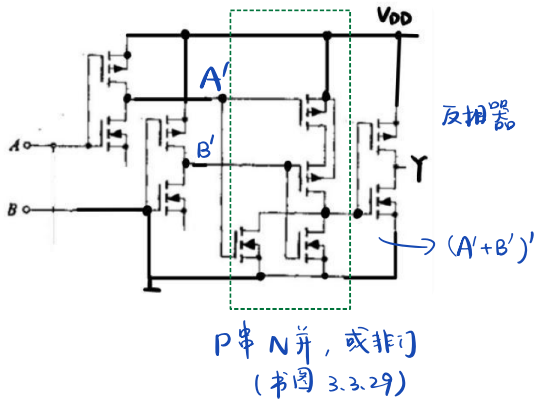 VDD
A'
反相器
A
B'
Y
B
(A'+B')'
P串N并，或非门
(书图 3.3.29)